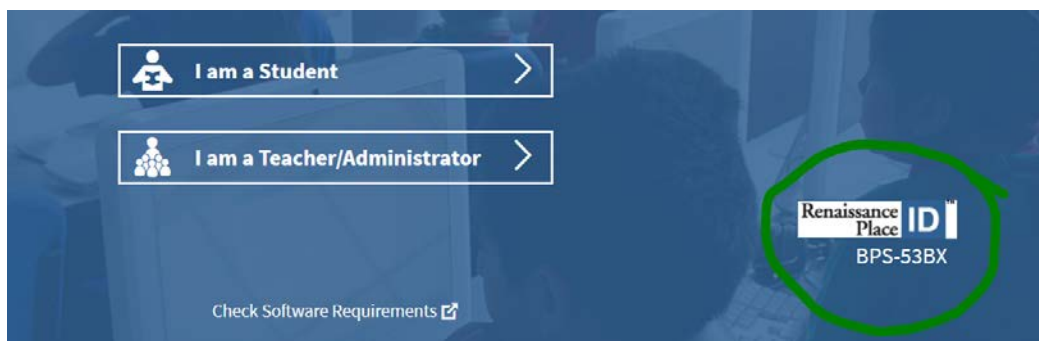 I am a Student
I am a Teacher/Administrator
Renaissance
Place ID
BPS-53BX
Check Software Requirements